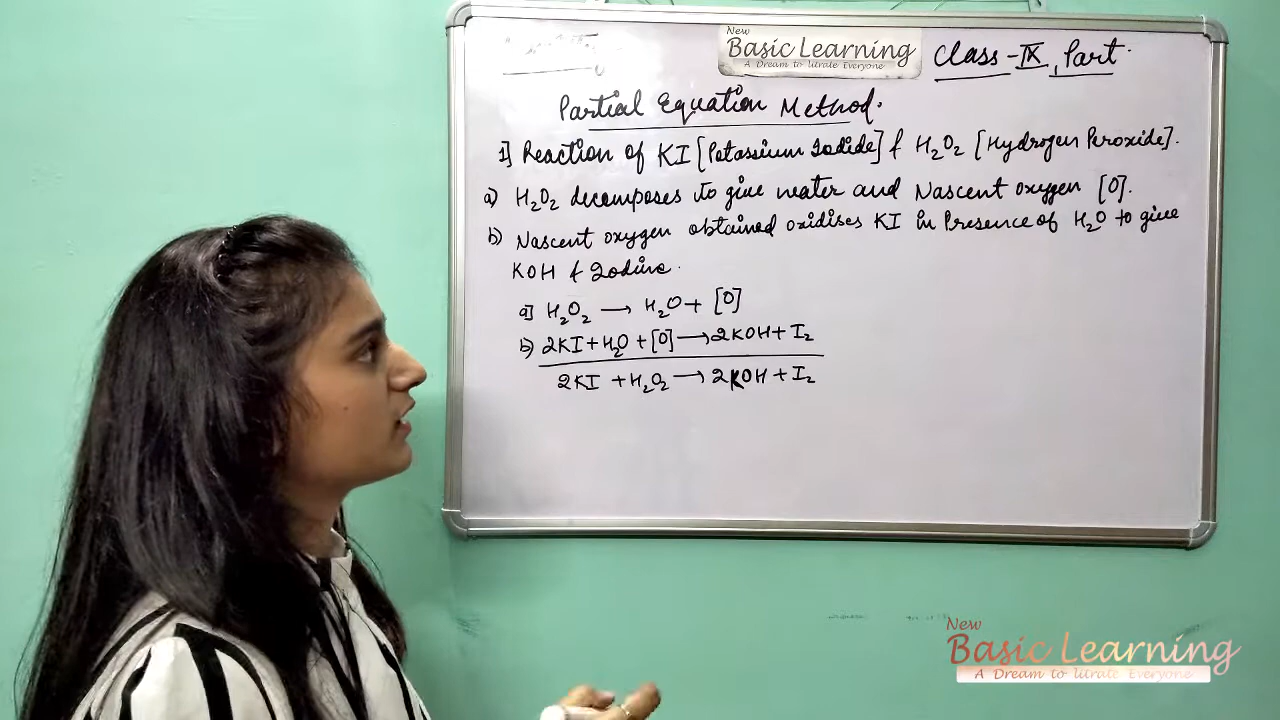 New
Basic Learning
A Dream to litrate Everyone
Class - IX, Part.
Partial Equation Method.
1] Reaction of KI [Potassium Iodide] & H₂O₂ [Hydrogen Peroxide].
a) H₂O₂ decomposes to give water and Nascent oxygen [O].
b) Nascent oxygen obtained oxidises KI in Presence of H₂O to give
KOH & Iodine.
a] H₂O₂ → H₂O + [O]
b) 2KI + H₂O + [O] → 2KOH + I₂
2KI + H₂O₂ → 2KOH + I₂
New
Basic Learning
A Dream to litrate Everyone